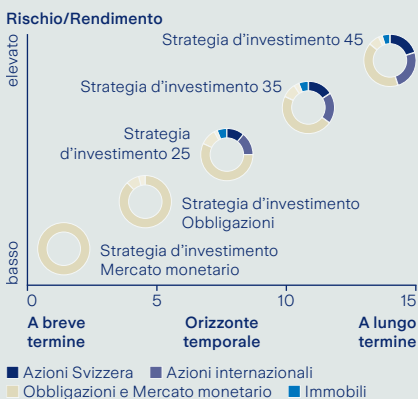 Rischio/Rendimento
elevato
Strategia d’investimento 45
Strategia d’investimento 35
Strategia
d’investimento 25
Strategia d’investimento
Obbligazioni
Strategia d’investimento
Mercato monetario
basso
0 5 10 15
A breve
termine
Orizzonte
temporale
A lungo
termine
Azioni Svizzera
Azioni internazionali
Obbligazioni e Mercato monetario
Immobili